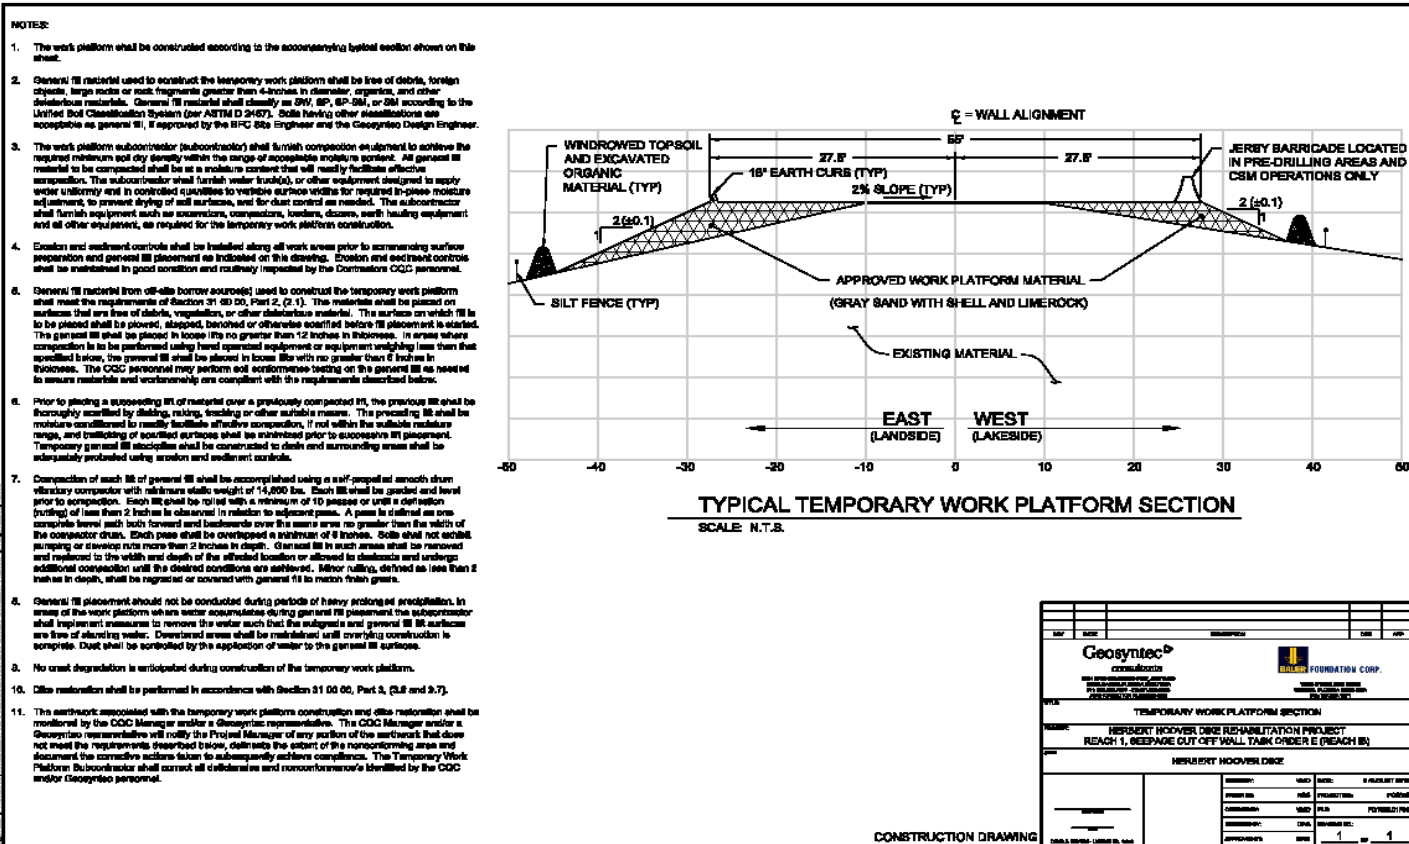 NOTES:
1. The work platform shall be constructed according to the accompanying typical section shown on this
sheet.
2. General fill material used to construct the temporary work platform shall be free of debris, foreign
objects, large rocks or rock fragments greater than 4-inches in diameter, organics, and other
deleterious materials. General fill material shall classify as SW, SP, SP-SM, or SM according to the
Unified Soil Classification System (per ASTM D 2487). Soils having other classifications are
acceptable as general fill, if approved by the BFC Site Engineer and the Geosyntec Design Engineer.
3. The work platform subcontractor (subcontractor) shall furnish compaction equipment to achieve the
required minimum soil dry density within the range of acceptable moisture content. All general fill
material to be compacted shall be at a moisture content that will readily facilitate effective
compaction. The subcontractor shall furnish water truck(s), or other equipment designed to apply
water uniformly and in controlled quantities to variable surface widths for required in-place moisture
adjustment, to prevent drying of soil surfaces, and for dust control as needed. The subcontractor
shall furnish equipment such as excavators, compactors, loaders, dozers, earth hauling equipment
and all other equipment, as required for the temporary work platform construction.
4. Erosion and sediment controls shall be installed along all work areas prior to commencing surface
preparation and general fill placement as indicated on this drawing. Erosion and sediment controls
shall be maintained in good condition and routinely inspected by the Contractors CQC personnel.
5. General fill material from off-site borrow source(s) used to construct the temporary work platform
shall meet the requirements of Section 31 00 00, Part 2, (2.1). The materials shall be placed on
surfaces that are free of debris, vegetation, or other deleterious material. The surface on which fill is
to be placed shall be plowed, stepped, benched or otherwise scarified before fill placement is started.
The general fill shall be placed in loose lifts no greater than 12 inches in thickness. In areas where
compaction is to be performed using hand operated equipment or equipment weighing less than that
specified below, the general fill shall be placed in loose lifts with no greater than 6 inches in
thickness. The CQC personnel may perform soil conformance testing on the general fill as needed
to assure materials and workmanship are compliant with the requirements described below.
6. Prior to placing a succeeding lift of material over a previously compacted lift, the previous lift shall be
thoroughly scarified by disking, raking, tracking or other suitable means. The preceding lift shall be
moisture conditioned to readily facilitate effective compaction, if not within the suitable moisture
range, and trafficking of scarified surfaces shall be minimized prior to successive lift placement.
Temporary general fill stockpiles shall be constructed to drain and surrounding areas shall be
adequately protected using erosion and sediment controls.
7. Compaction of each lift of general fill shall be accomplished using a self-propelled smooth drum
vibratory compactor with minimum static weight of 14,600 lbs. Each lift shall be graded and level
prior to compaction. Each lift shall be rolled with a minimum of 10 passes or until a deflection
(rutting) of less than 2 inches is observed in relation to adjacent pass. A pass is defined as one
complete travel path both forward and backwards over the same area no greater than the width of
the compactor drum. Each pass shall be overlapped a minimum of 6 inches. Soils shall not exhibit
pumping or develop ruts more than 2 inches in depth. General fill in such areas shall be removed
and replaced to the width and depth of the affected location or allowed to desiccate and undergo
additional compaction until the desired conditions are achieved. Minor rutting, defined as less than 2
inches in depth, shall be regraded or covered with general fill to match finish grade.
8. General fill placement should not be conducted during periods of heavy prolonged precipitation. In
areas of the work platform where water accumulates during general fill placement the subcontractor
shall implement measures to remove the water such that the subgrade and general fill lift surfaces
are free of standing water. Dewatered areas shall be maintained until overlying construction is
complete. Dust shall be controlled by the application of water to the general fill surfaces.
9. No crest degradation is anticipated during construction of the temporary work platform.
10. Dike restoration shall be performed in accordance with Section 31 00 00, Part 3, (3.6 and 3.7).
11. The earthwork associated with the temporary work platform construction and dike restoration shall be
monitored by the CQC Manager and/or a Geosyntec representative. The CQC Manager and/or a
Geosyntec representative will notify the Project Manager of any portion of the earthwork that does
not meet the requirements described below, delineate the extent of the nonconforming area and
document the corrective actions taken to subsequently achieve compliance. The Temporary Work
Platform Subcontractor shall correct all deficiencies and nonconformance's identified by the CQC
and/or Geosyntec personnel.
℄ = WALL ALIGNMENT
55'
27.5' 27.5'
WINDROWED TOPSOIL
AND EXCAVATED
ORGANIC
MATERIAL (TYP)
18" EARTH CURB (TYP)
2% SLOPE (TYP)
JERSY BARRICADE LOCATED
IN PRE-DRILLING AREAS AND
CSM OPERATIONS ONLY
2 (±0.1)
1
2 (±0.1)
1
SILT FENCE (TYP)
APPROVED WORK PLATFORM MATERIAL
(GRAY SAND WITH SHELL AND LIMEROCK)
EXISTING MATERIAL
EAST WEST
(LANDSIDE) (LAKESIDE)
-50 -40 -30 -20 -10 0 10 20 30 40 50
TYPICAL TEMPORARY WORK PLATFORM SECTION
SCALE: N.T.S.
Geosyntec
consultants
BAUER FOUNDATION CORP.
TEMPORARY WORK PLATFORM SECTION
HERBERT HOOVER DIKE REHABILITATION PROJECT
REACH 1, SEEPAGE CUT OFF WALL TASK ORDER E (REACH 1B)
HERBERT HOOVER DIKE
1 OF 1
CONSTRUCTION DRAWING